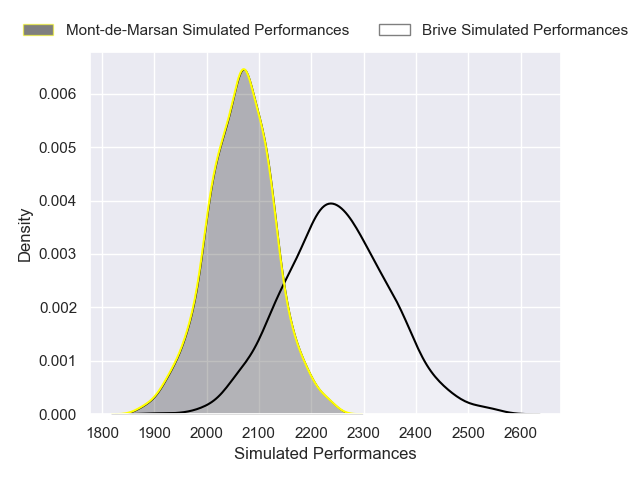 Mont-de-Marsan Simulated Performances
Brive Simulated Performances
0.006
0.005
0.004
0.003
0.002
0.001
0.000
Density
1800 1900 2000 2100 2200 2300 2400 2500 2600
Simulated Performances